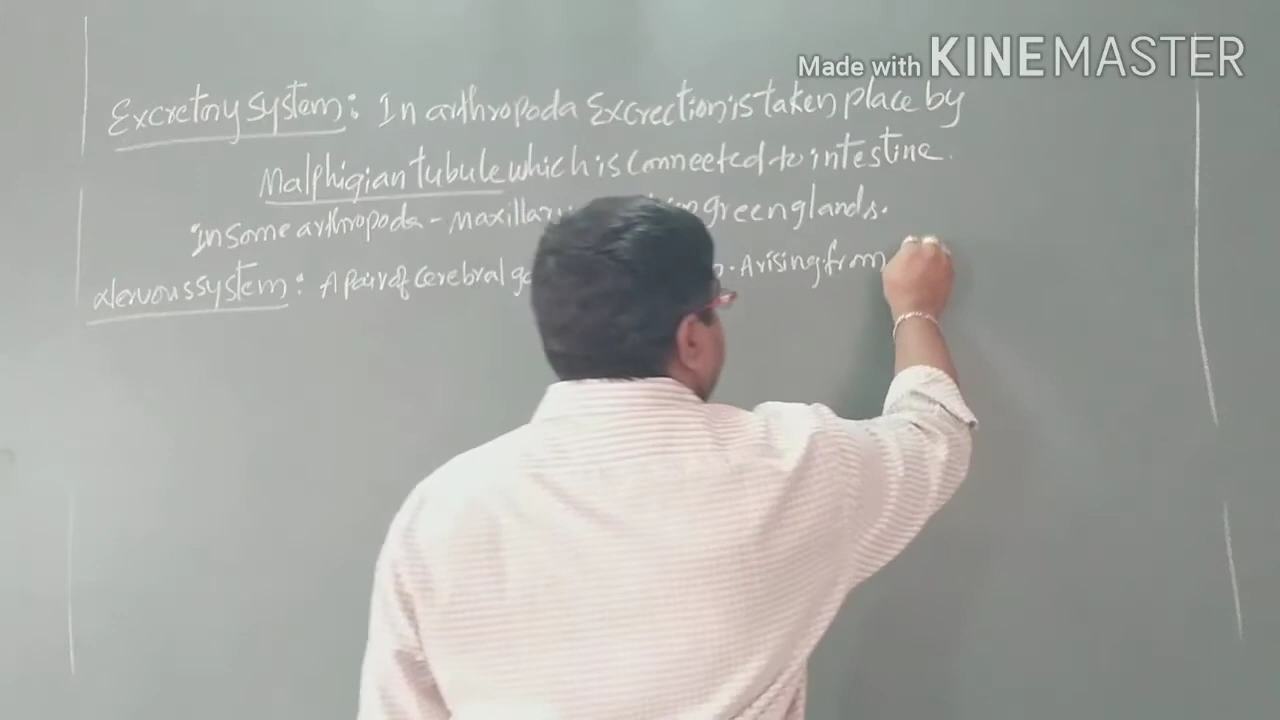 Made with KINEMASTER
Excretory system: In arthropoda Excrection is taken place by
Malphigian tubule which is conneeted to intestine.
In some arthropoda - Maxillary green glands.
Nervous system: A pair of cerebral Arising from